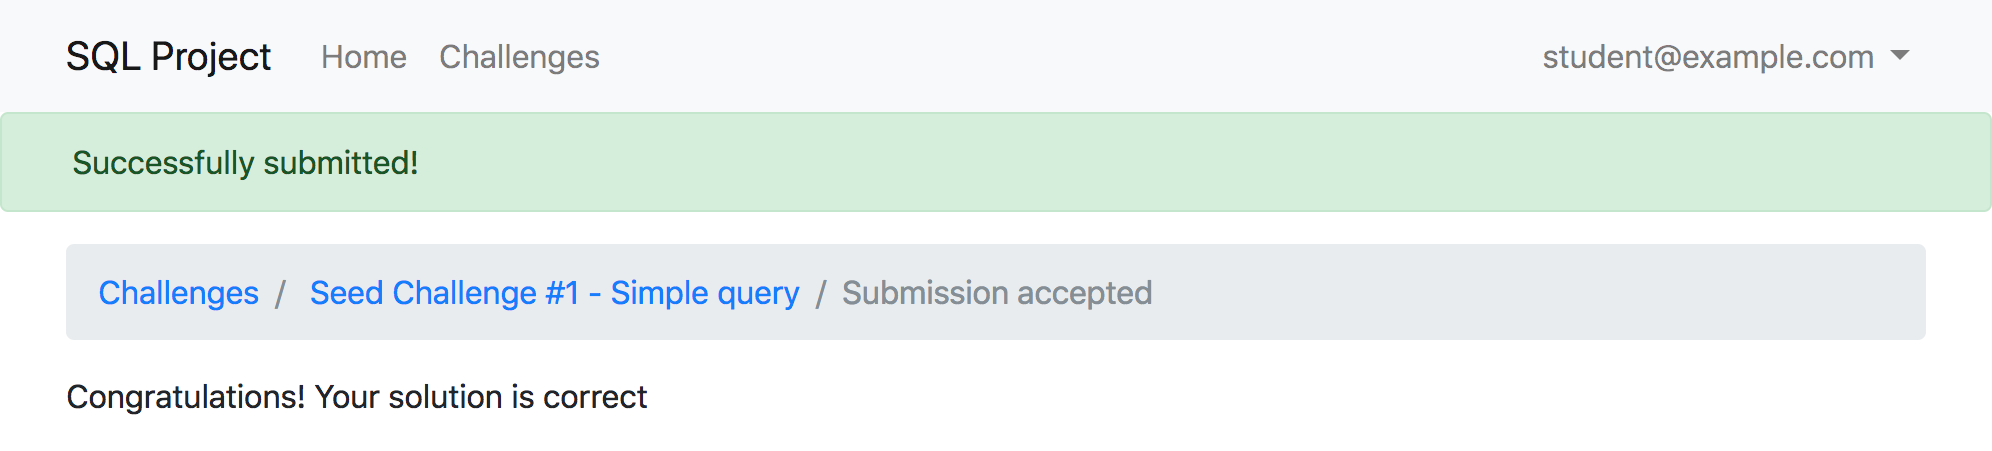 SQL Project Home Challenges student@example.com
Successfully submitted!
Challenges / Seed Challenge #1 - Simple query / Submission accepted
Congratulations! Your solution is correct